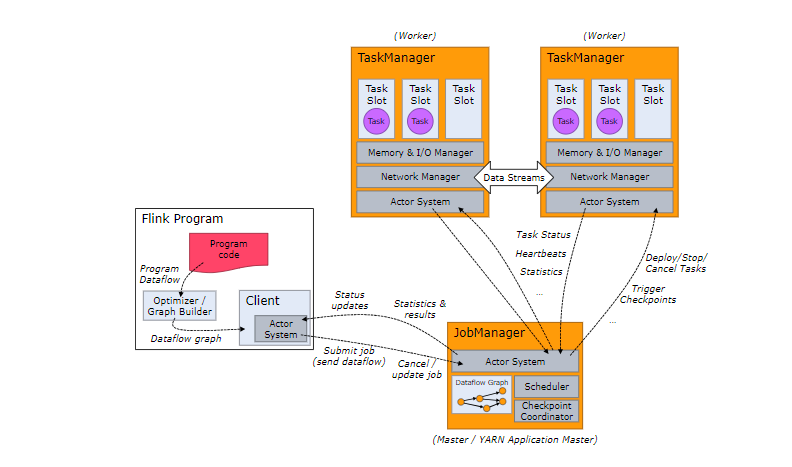 (Worker)
(Worker)
TaskManager
TaskManager
Task
Slot
Task
Task
Slot
Task
Task
Slot
Task
Slot
Task
Task
Slot
Task
Task
Slot
Memory & I/O Manager
Memory & I/O Manager
Network Manager
Data Streams
Network Manager
Actor System
Actor System
Flink Program
Program
code
Program
Dataflow
Optimizer /
Graph Builder
Dataflow graph
Client
Actor
System
Task Status
Heartbeats
Statistics
...
Deploy/Stop/
Cancel Tasks
Trigger
Checkpoints
...
Status
updates
Statistics &
results
Submit job
(send dataflow)
Cancel /
update job
JobManager
Actor System
Dataflow Graph
Scheduler
Checkpoint
Coordinator
(Master / YARN Application Master)